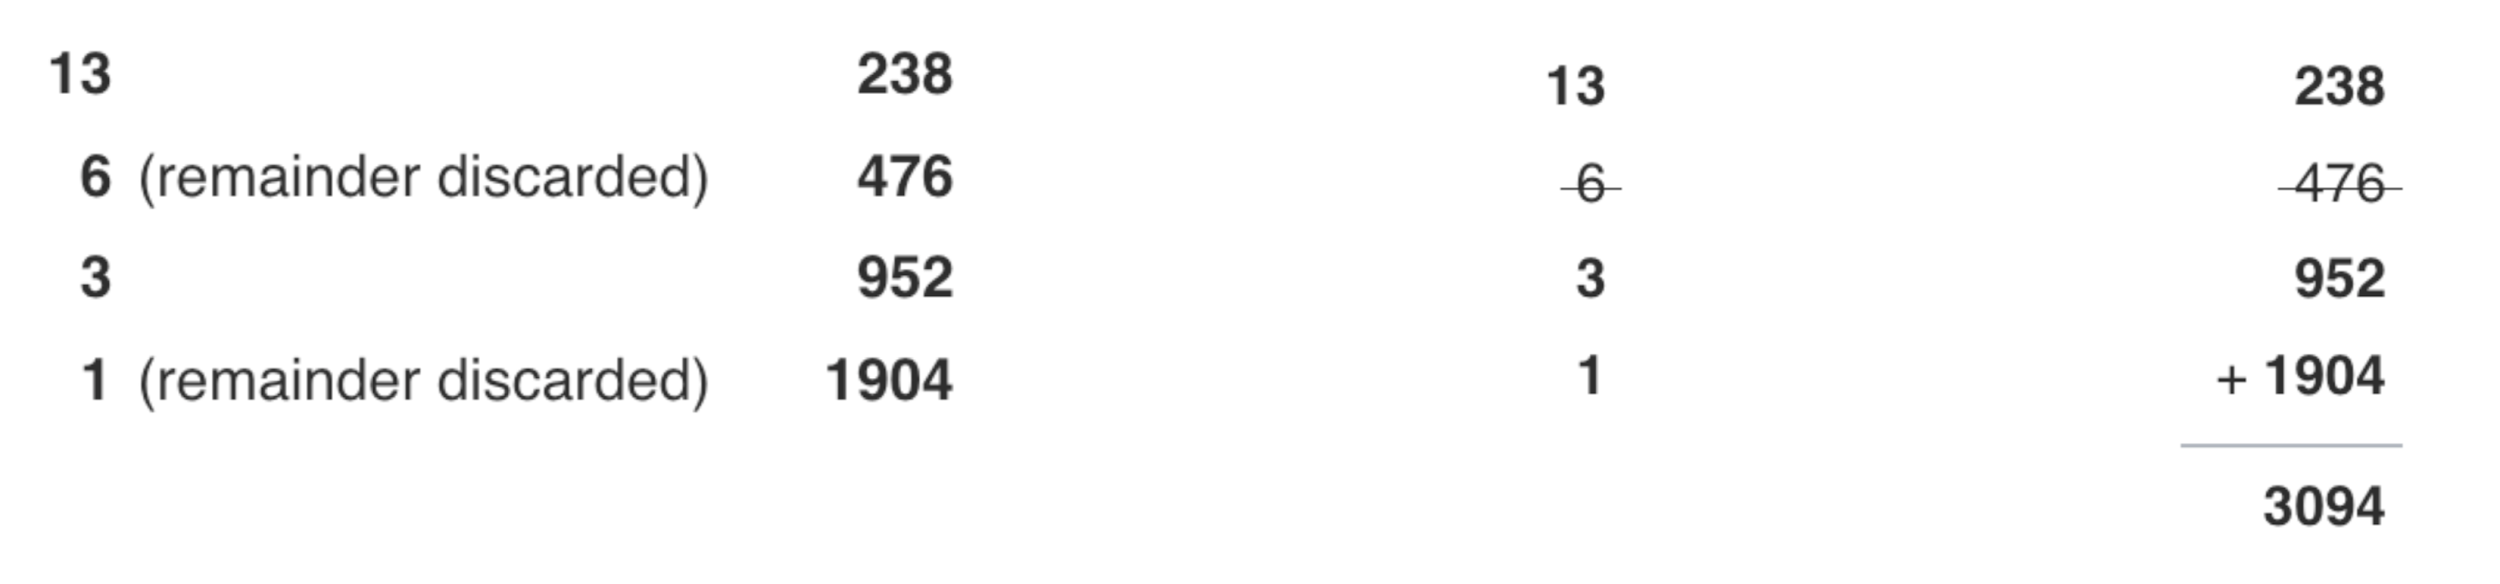 13 238
6 (remainder discarded) 476
3 952
1 (remainder discarded) 1904
13 238
6 476
3 952
1 + 1904
3094